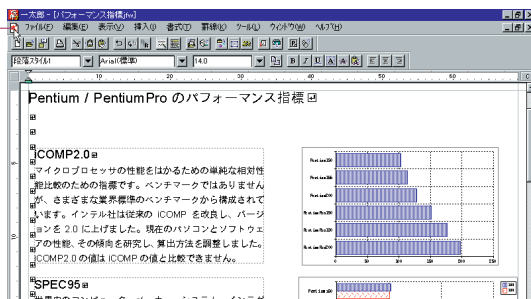 一太郎 - [パフォーマンス指標.jfw]
ファイル(F) 編集(E) 表示(V) 挿入(I) 書式(T) 罫線(K) ツール(L) ウィンドウ(W) ヘルプ(H)
段落スタイル1 Arial(標準) 14.0 B I U A A
10 20 30 40 50 60
Pentium / PentiumPro のパフォーマンス指標
iCOMP2.0
マイクロプロセッサの性能をはかるための単純な相対性
能比較のための指標です。ベンチマークではありません
が、さまざまな業界標準のベンチマークから構成されて
います。インテル社は従来の iCOMP を改良し、バージ
ョンを 2.0 に上げました。現在のパソコンとソフトウェ
アの性能、その傾向を研究し、算出方法を調整しました。
iCOMP2.0 の値は iCOMP の値と比較できません。
SPEC95